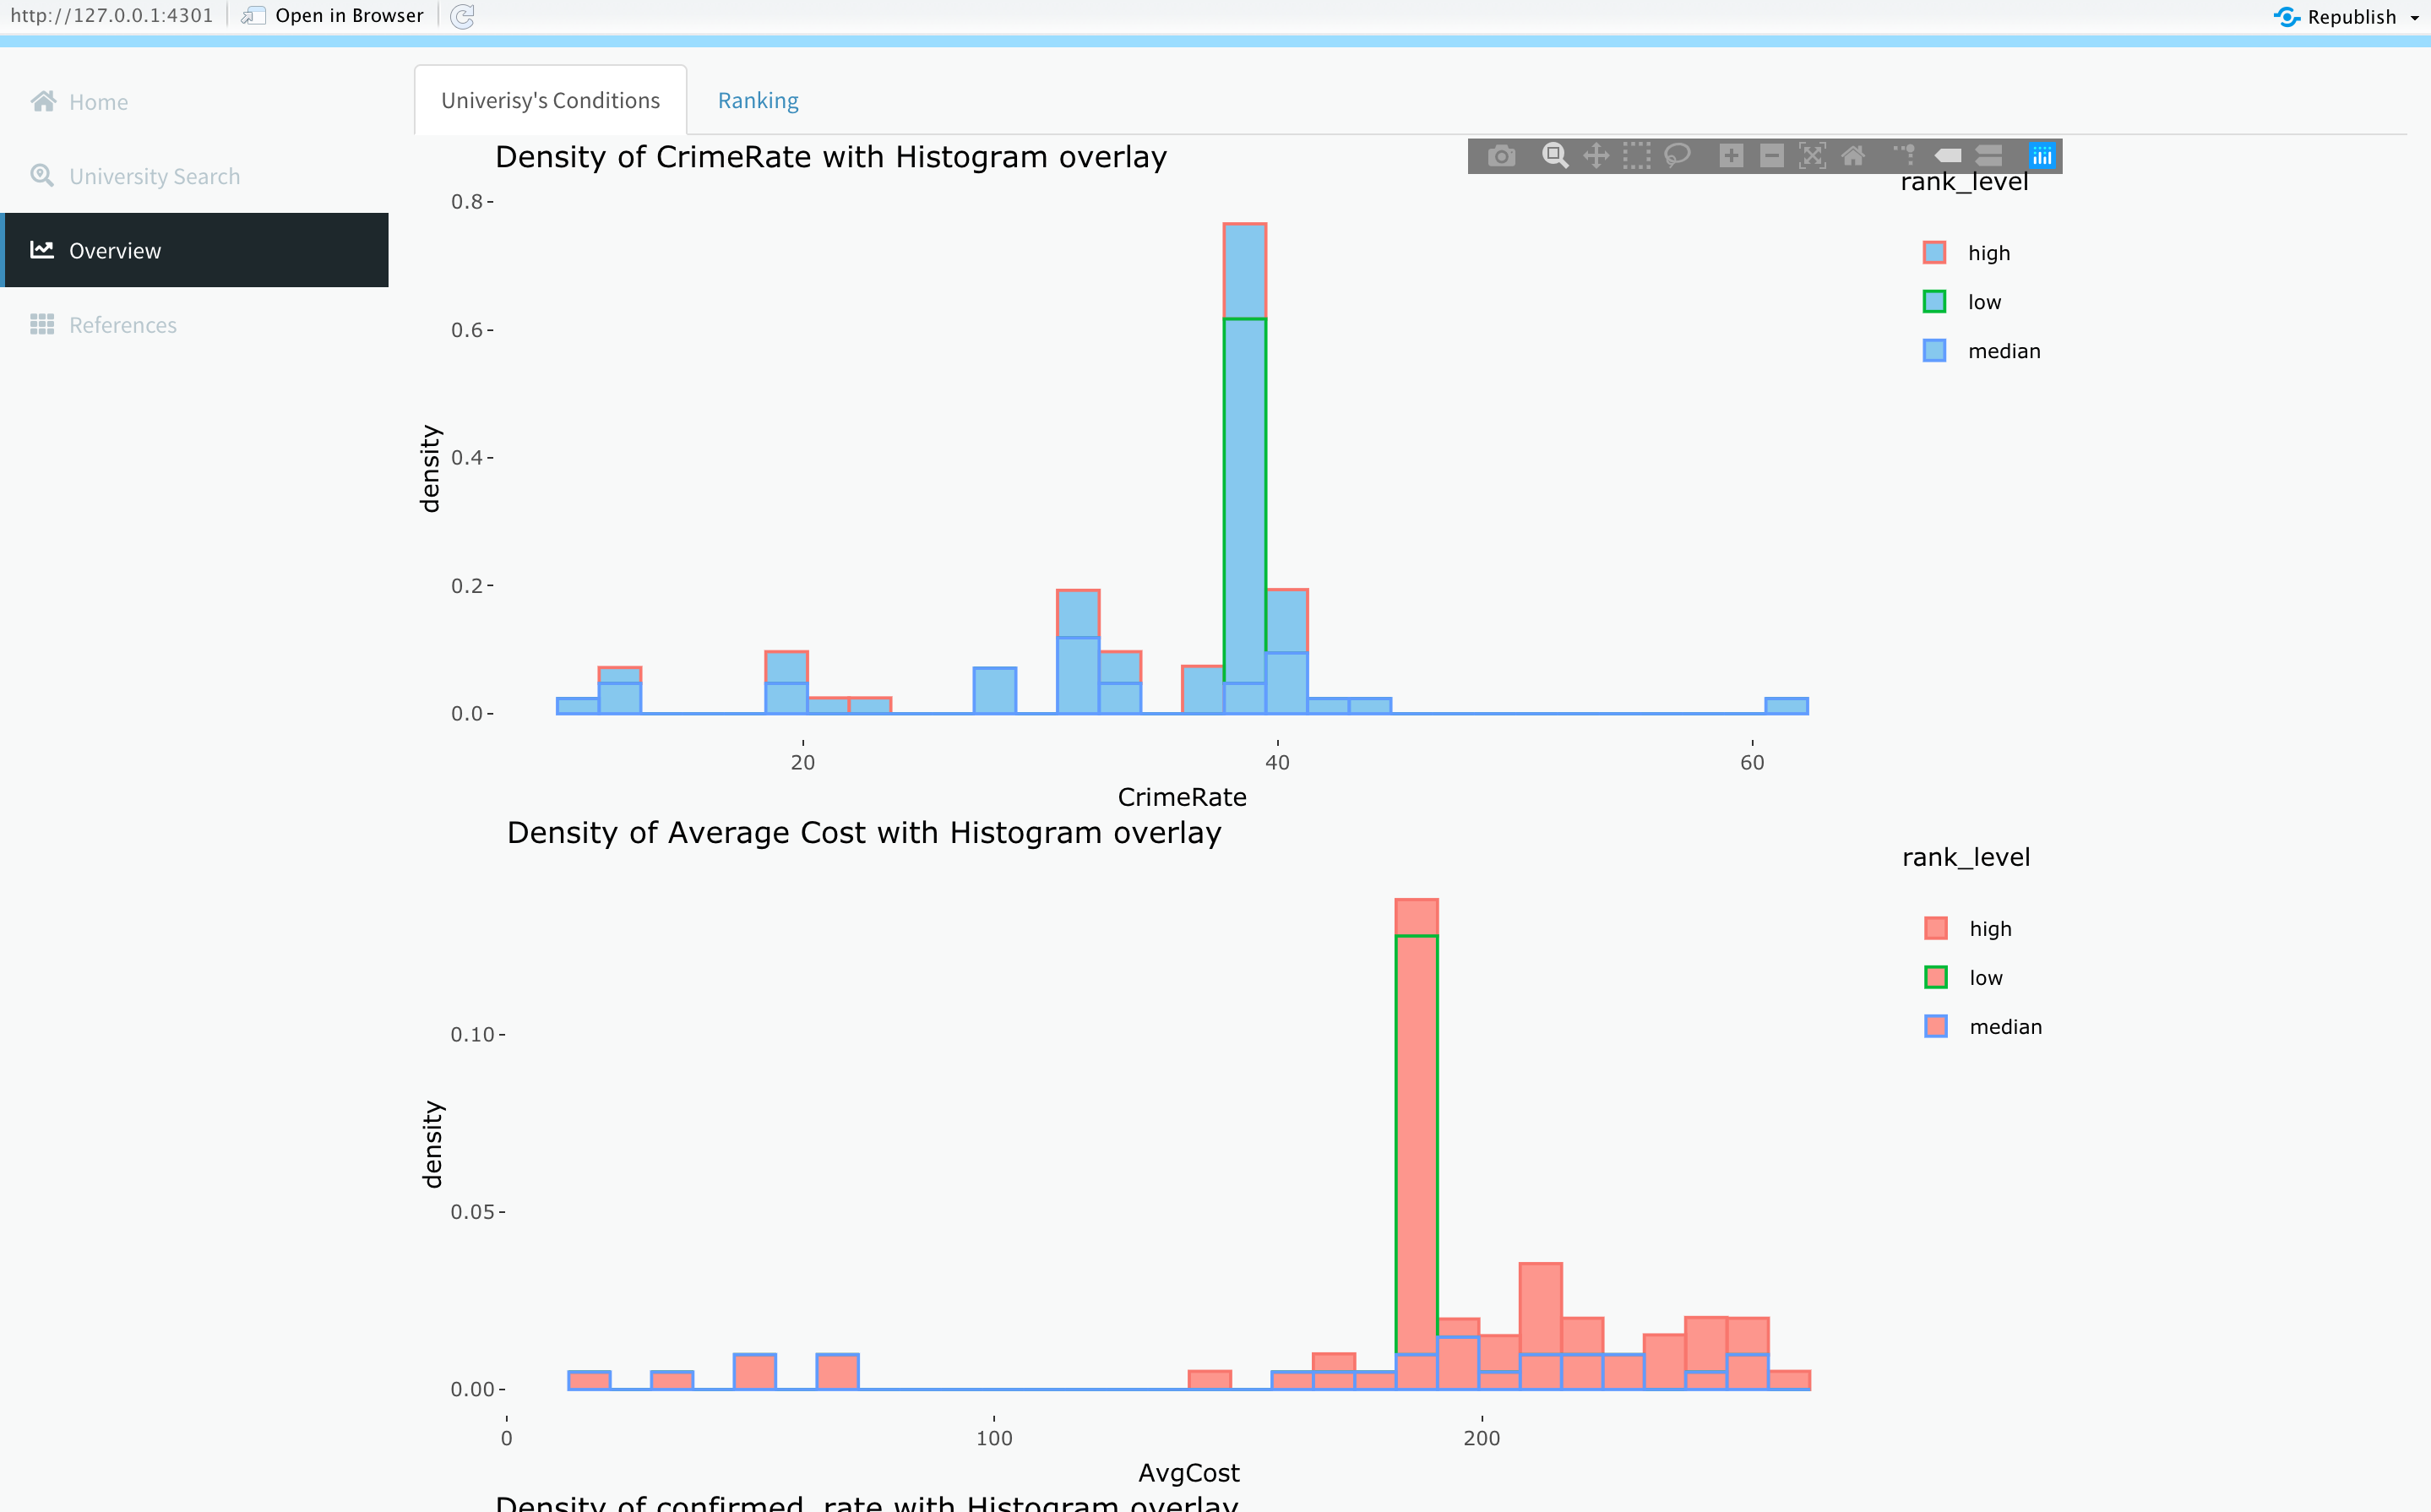 http://127.0.0.1:4301 Open in Browser Republish
Home
University Search
Overview
References
Univerisy's Conditions Ranking
Density of CrimeRate with Histogram overlay
rank_level
high
low
median
0.8
0.6
0.4
0.2
0.0
density
20 40 60
CrimeRate
Density of Average Cost with Histogram overlay
rank_level
high
low
median
0.10
0.05
0.00
density
0 100 200
AvgCost
Density of confirmed_rate with Histogram overlay